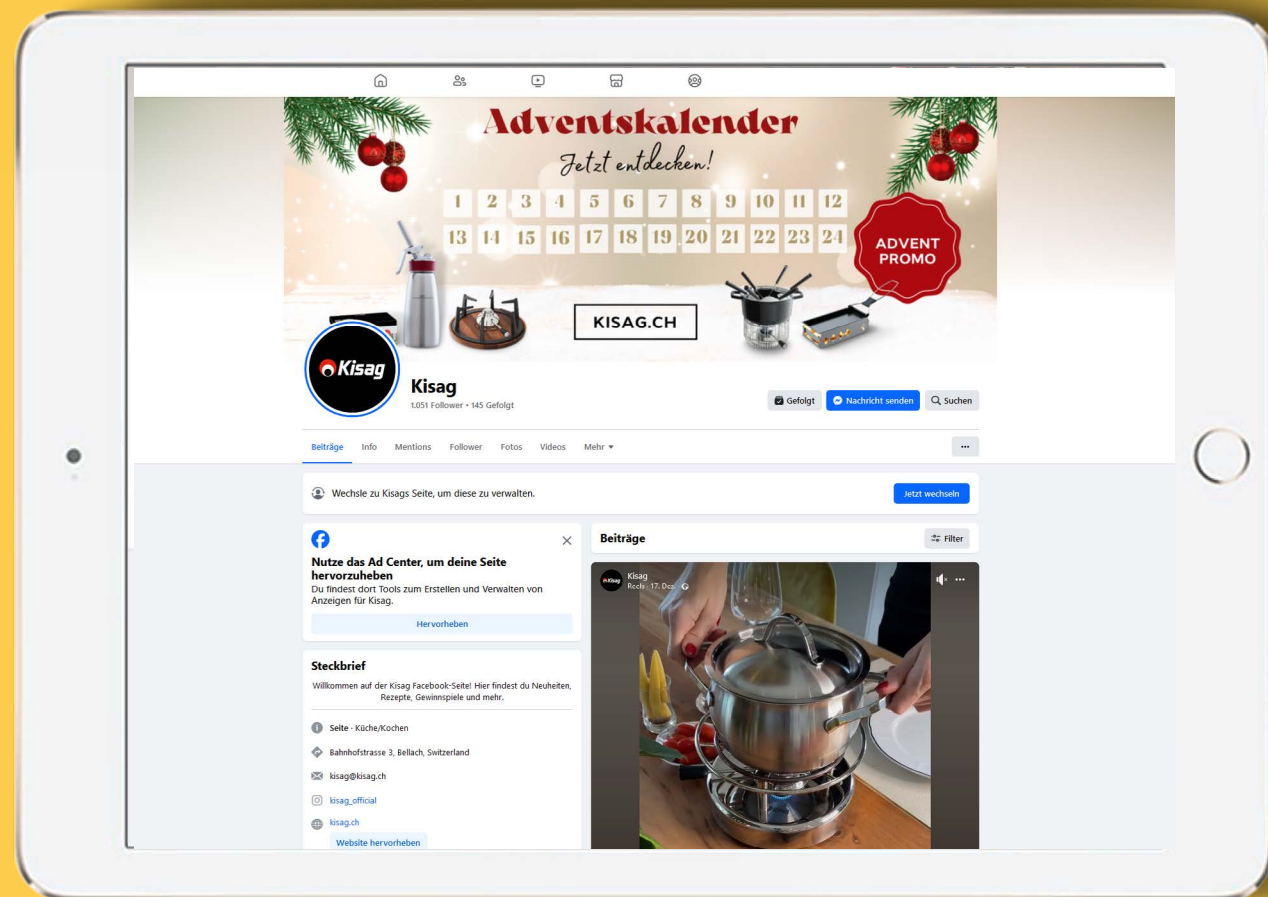 Adventskalender
Jetzt entdecken!
1 2 3 4 5 6 7 8 9 10 11 12
13 14 15 16 17 18 19 20 21 22 23 24
ADVENT
PROMO
KISAG.CH
Kisag
Kisag
1.051 Follower • 145 Gefolgt
Gefolgt
Nachricht senden
Suchen
Beiträge Info Mentions Follower Fotos Videos Mehr
Wechsle zu Kisags Seite, um diese zu verwalten.
Jetzt wechseln
Nutze das Ad Center, um deine Seite
hervorzuheben
Du findest dort Tools zum Erstellen und Verwalten von
Anzeigen für Kisag.
Hervorheben
Steckbrief
Willkommen auf der Kisag Facebook-Seite! Hier findest du Neuheiten,
Rezepte, Gewinnspiele und mehr.
Seite · Küche/Kochen
Bahnhofstrasse 3, Bellach, Switzerland
kisag@kisag.ch
kisag_official
kisag.ch
Website hervorheben
Beiträge
Filter
Kisag
Kisag
Reels · 17. Dez. ·